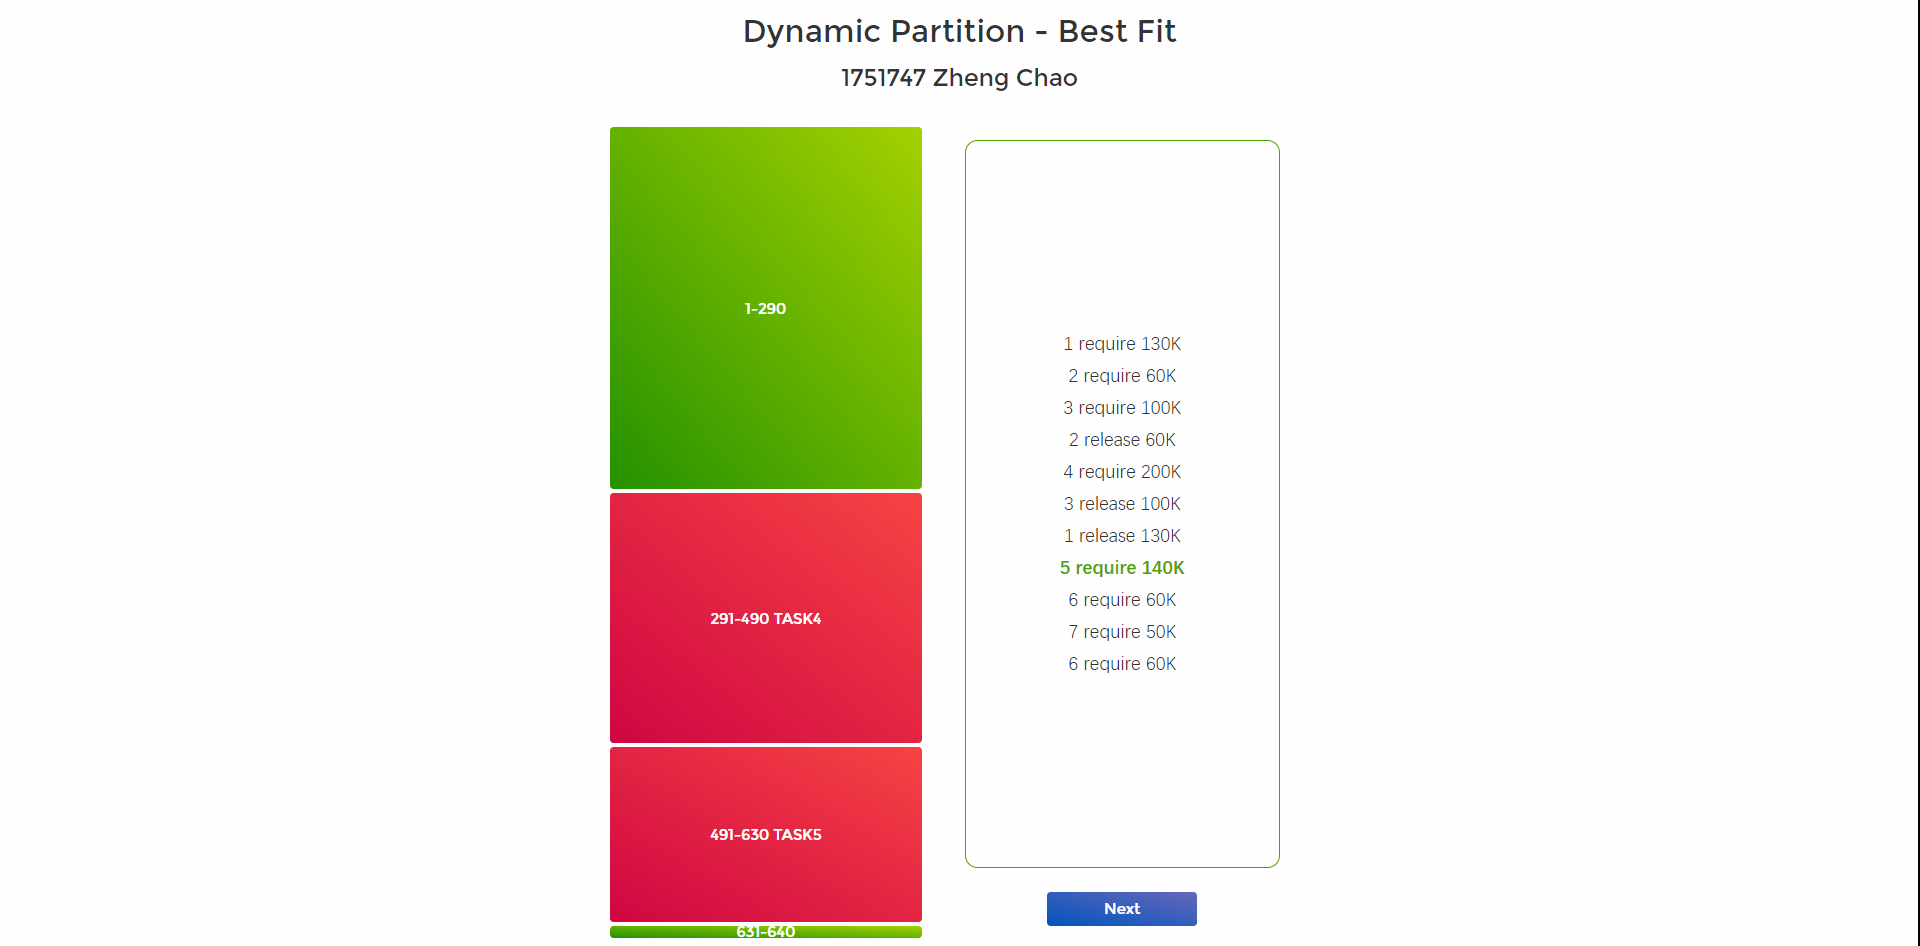 Dynamic Partition - Best Fit
1751747 Zheng Chao
1-290
291-490 TASK4
491-630 TASK5
631-640
1 require 130K
2 require 60K
3 require 100K
2 release 60K
4 require 200K
3 release 100K
1 release 130K
5 require 140K
6 require 60K
7 require 50K
6 require 60K
Next